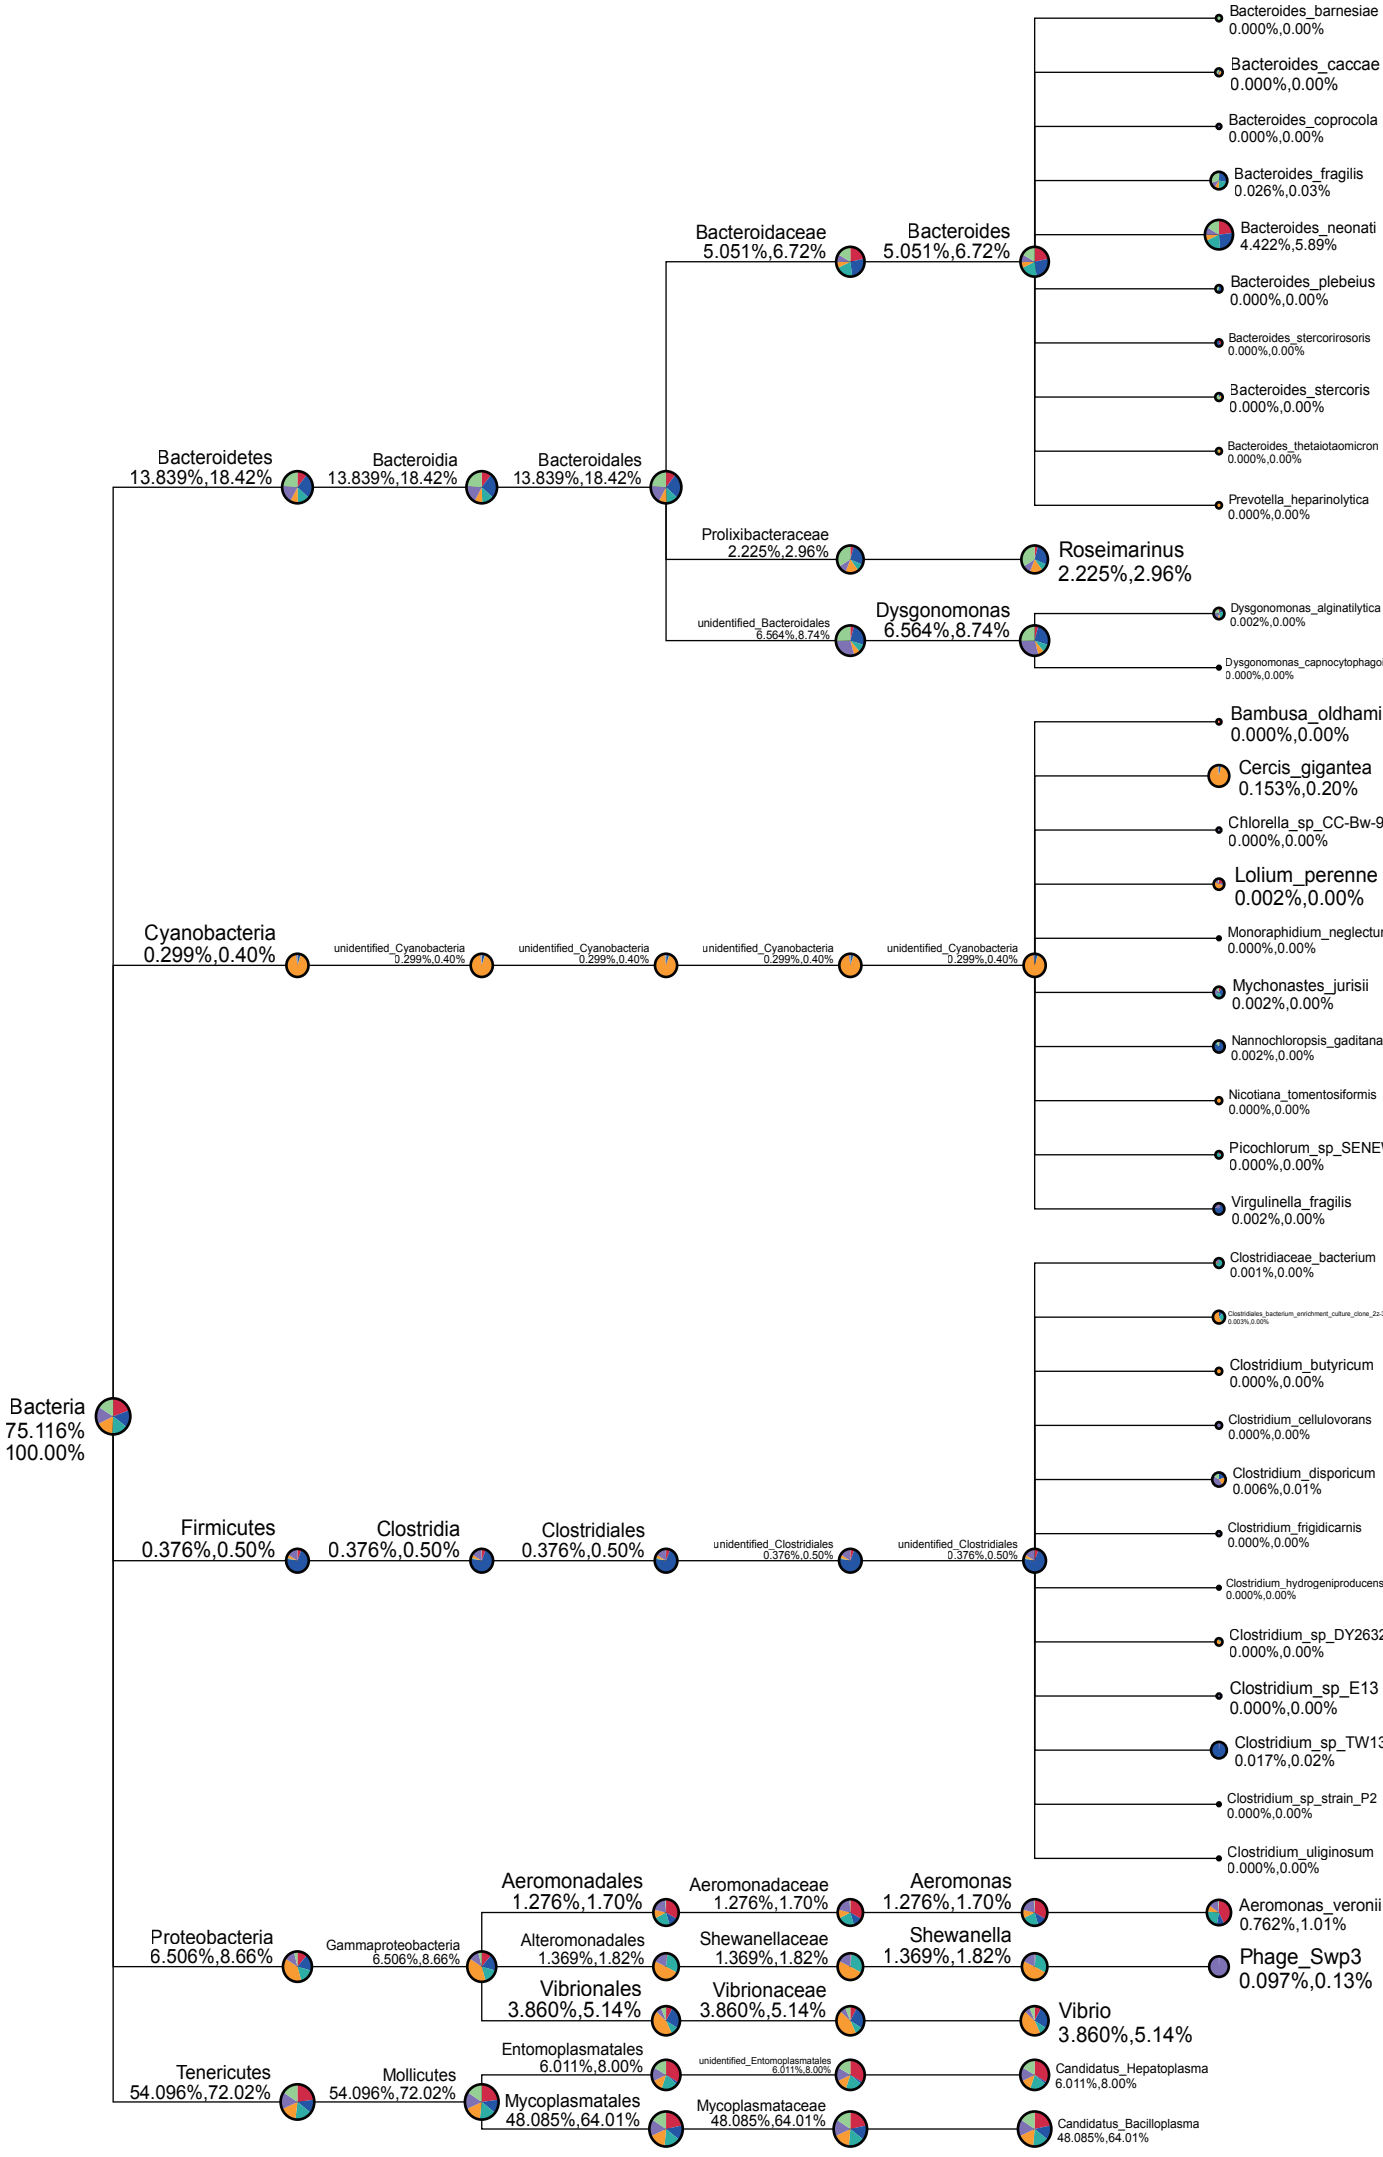 Bacteroides_barnesiae
0.000%,0.00%
Bacteroides_caccae
0.000%,0.00%
Bacteroides_coprocola
0.000%,0.00%
Bacteroides_fragilis
0.026%,0.03%
Bacteroidaceae
5.051%,6.72%
Bacteroides
5.051%,6.72%
Bacteroides_neonati
4.422%,5.89%
Bacteroides_plebeius
0.000%,0.00%
Bacteroides_stercorirosoris
0.000%,0.00%
Bacteroides_stercoris
0.000%,0.00%
Bacteroidetes
13.839%,18.42%
Bacteroidia
13.839%,18.42%
Bacteroidales
13.839%,18.42%
Bacteroides_thetaiotaomicron
0.000%,0.00%
Prevotella_heparinolytica
0.000%,0.00%
Prolixibacteraceae
2.225%,2.96%
Roseimarinus
2.225%,2.96%
unidentified_Bacteroidales
6.564%,8.74%
Dysgonomonas
6.564%,8.74%
Dysgonomonas_alginatilytica
0.002%,0.00%
Dysgonomonas_capnocytophagoi
0.000%,0.00%
Bambusa_oldhami
0.000%,0.00%
Cercis_gigantea
0.153%,0.20%
Chlorella_sp_CC-Bw-9
0.000%,0.00%
Lolium_perenne
0.002%,0.00%
Cyanobacteria
0.299%,0.40%
unidentified_Cyanobacteria
0.299%,0.40%
unidentified_Cyanobacteria
0.299%,0.40%
unidentified_Cyanobacteria
0.299%,0.40%
unidentified_Cyanobacteria
0.299%,0.40%
Monoraphidium_neglectur
0.000%,0.00%
Mychonastes_jurisii
0.002%,0.00%
Nannochloropsis_gaditana
0.002%,0.00%
Nicotiana_tomentosiformis
0.000%,0.00%
Picochlorum_sp_SENEW
0.000%,0.00%
Virgulinella_fragilis
0.002%,0.00%
Clostridiaceae_bacterium
0.001%,0.00%
Clostridiales_bacterium_enrichment_culture_clone_2z-
0.003%,0.00%
Clostridium_butyricum
0.000%,0.00%
Bacteria
75.116%
100.00%
Clostridium_cellulovorans
0.000%,0.00%
Clostridium_disporicum
0.006%,0.01%
Firmicutes
0.376%,0.50%
Clostridia
0.376%,0.50%
Clostridiales
0.376%,0.50%
unidentified_Clostridiales
0.376%,0.50%
unidentified_Clostridiales
0.376%,0.50%
Clostridium_frigidicarnis
0.000%,0.00%
Clostridium_hydrogeniproducens
0.000%,0.00%
Clostridium_sp_DY2632
0.000%,0.00%
Clostridium_sp_E13
0.000%,0.00%
Clostridium_sp_TW13
0.017%,0.02%
Clostridium_sp_strain_P2
0.000%,0.00%
Clostridium_uliginosum
0.000%,0.00%
Aeromonadales
1.276%,1.70%
Aeromonadaceae
1.276%,1.70%
Aeromonas
1.276%,1.70%
Aeromonas_veronii
0.762%,1.01%
Proteobacteria
6.506%,8.66%
Gammaproteobacteria
6.506%,8.66%
Alteromonadales
1.369%,1.82%
Shewanellaceae
1.369%,1.82%
Shewanella
1.369%,1.82%
Phage_Swp3
0.097%,0.13%
Vibrionales
3.860%,5.14%
Vibrionaceae
3.860%,5.14%
Vibrio
3.860%,5.14%
Entomoplasmatales
6.011%,8.00%
unidentified_Entomoplasmatales
6.011%,8.00%
Candidatus_Hepatoplasma
6.011%,8.00%
Tenericutes
54.096%,72.02%
Mollicutes
54.096%,72.02%
Mycoplasmatales
48.085%,64.01%
Mycoplasmataceae
48.085%,64.01%
Candidatus_Bacilloplasma
48.085%,64.01%